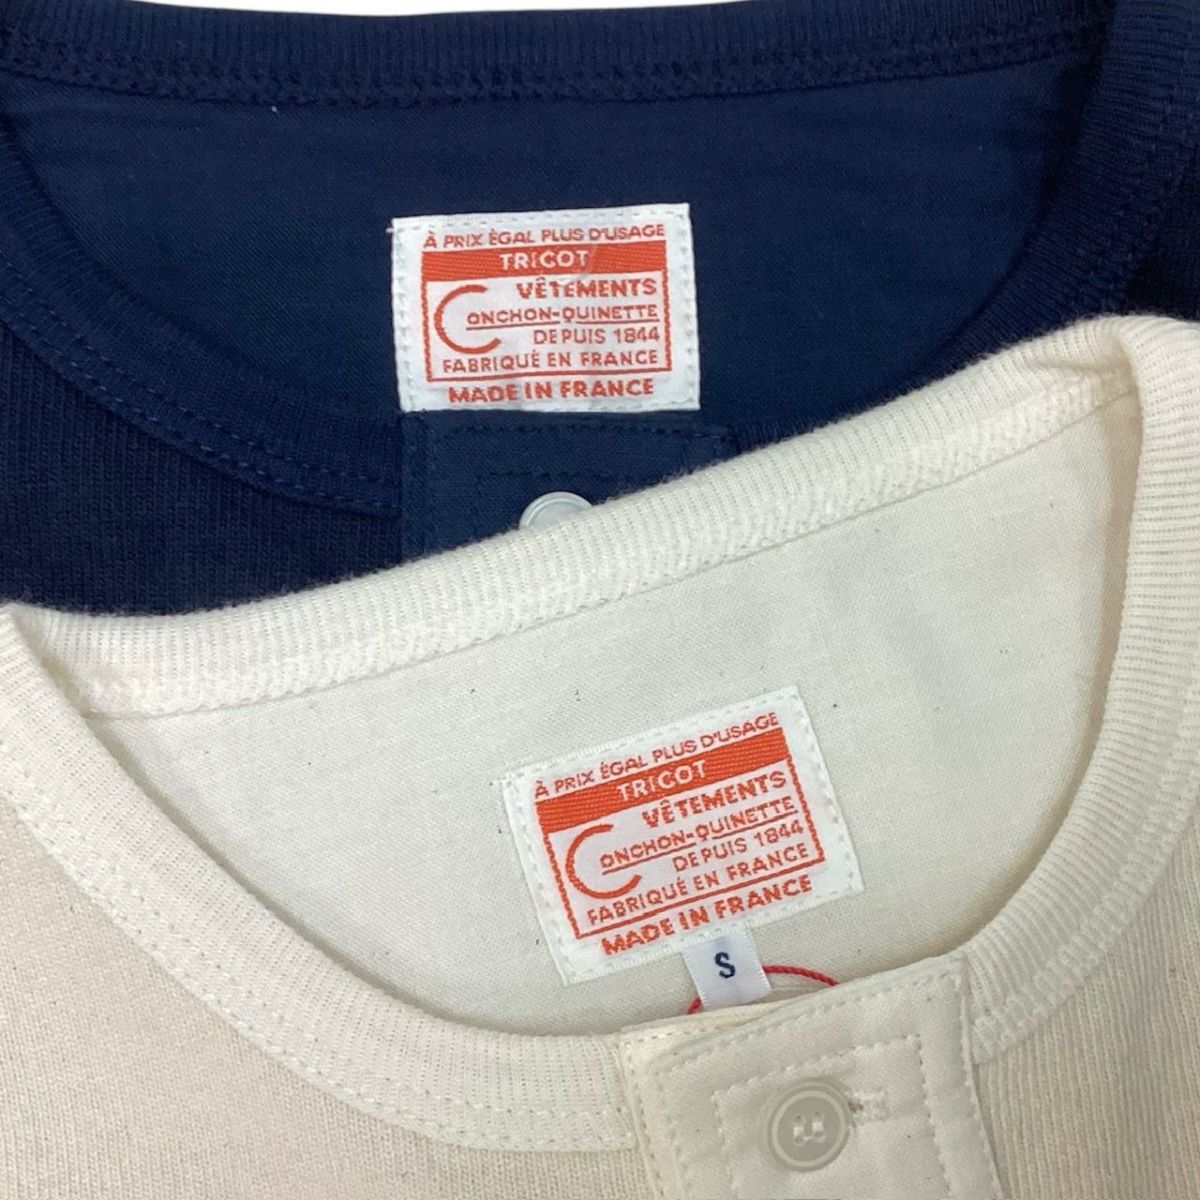 À PRIX ÉGAL PLUS D'USAGE
TRICOT
VÊTEMENTS
CONCHON-QUINETTE
DEPUIS 1844
FABRIQUÉ EN FRANCE
MADE IN FRANCE
À PRIX ÉGAL PLUS D'USAGE
TRICOT
VÊTEMENTS
CONCHON-QUINETTE
DEPUIS 1844
FABRIQUÉ EN FRANCE
MADE IN FRANCE
S